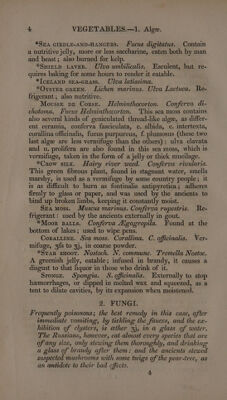 4 VEGETABLES.—1. Algæ.
*SEA GIRDLE-AND-HANGER. Fucus digitatus. Contain
a nutritive jelly, more or less saccharine, eaten both by man
and beast; also burned for kelp.
*SHIELD LAVER. Ulva umbilicalis. Esculent, but re-
quires baking for some hours to render it eatable.
*ICELAND SEA-GRASS. Ulva latissima.
*OYSTER GREEN. Lichen marinus. Ulva Lactuca. Re-
frigerant; also nutritive.
MOUSSE DE CORSE. Helminthocorton. Conferva di-
chotoma. Fucus Helminthocorton. This sea moss contains
also several kinds of geniculated thread-like algæ, as differ-
ent ceramia, conferva fasciculata, c. albida, c. intertexta,
corallina officinalis, fucus purpureus, f. plumosus (these two
last algæ are less vermifuge than the others): ulva clavata
and u. prolifera are also found in this sea moss, which is
vermifuge, taken in the form of a jelly or thick mucilage.
*CROW SILK. Hairy river weed. Conferva rivularis.
This green fibrous plant, found in stagnant water, smells
marshy, is used as a vermifuge by some country people; it
is as difficult to burn as fontinalis antipyretica; adheres
firmly to glass or paper, and was used by the ancients to
bind up broken limbs, keeping it constantly moist.
SEA MOSS. Muscus marinus. Conferva rupestris. Re-
frigerant: used by the ancients externally in gout.
*MOOR BALLS. Conferva Ægagropila. Found at the
bottom of lakes; used to wipe pens.
CORALLINE. Sea moss. Corallina. C. officinalis. Ver-
mifuge, ʒſs to ʒj, in coarse powder.
*STAR SHOOT. Nostoch. N. commune. Tremella Nostoc.
A greenish jelly, eatable; infused in brandy, it causes a
disgust to that liquor in those who drink of it.
SPONGE. Spongia. S. officinalis. Externally to stop
hæmorrhages, or dipped in melted wax and squeezed, as a
tent to dilate cavities, by its expansion when moistened.
2. FUNGI.
Frequently poisonous; the best remedy in this case, after
immediate vomiting, by tickling the fauces, and the ex-
hibition of clysters, is æther ʒj, in a glass of water.
The Russians, however, eat almost every species that are
of any size, only stewing them thoroughly, and drinking
a glass of brandy after them: and the ancients stewed
suspected mushrooms with some twigs of the pear-tree, as
an antidote to their bad effects.
4